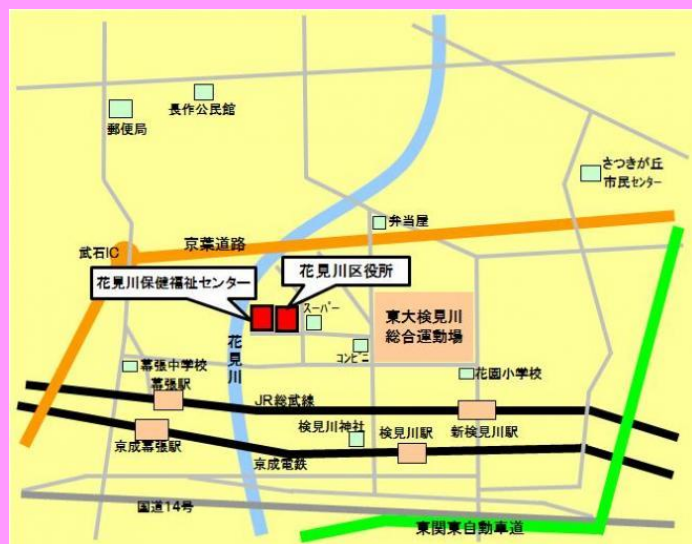 長作公民館
郵便局
さつきが丘
市民センター
弁当屋
京葉道路
武石IC
花見川区役所
花見川保健福祉センター
スーパー
東大検見川
総合運動場
花見川
コンビニ
幕張中学校
幕張駅
花園小学校
JR総武線
検見川神社
検見川駅
新検見川駅
京成幕張駅
京成電鉄
国道14号
東関東自動車道